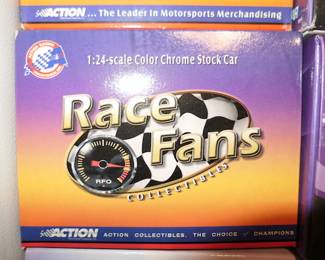 ACTION ...The Leader in Motorsports Merchandising
1:24-scale Color Chrome Stock Car
Race
Fans
RFO
COLLECTIBLES
ACTION ACTION COLLECTIBLES, THE CHOICE OF CHAMPIONS